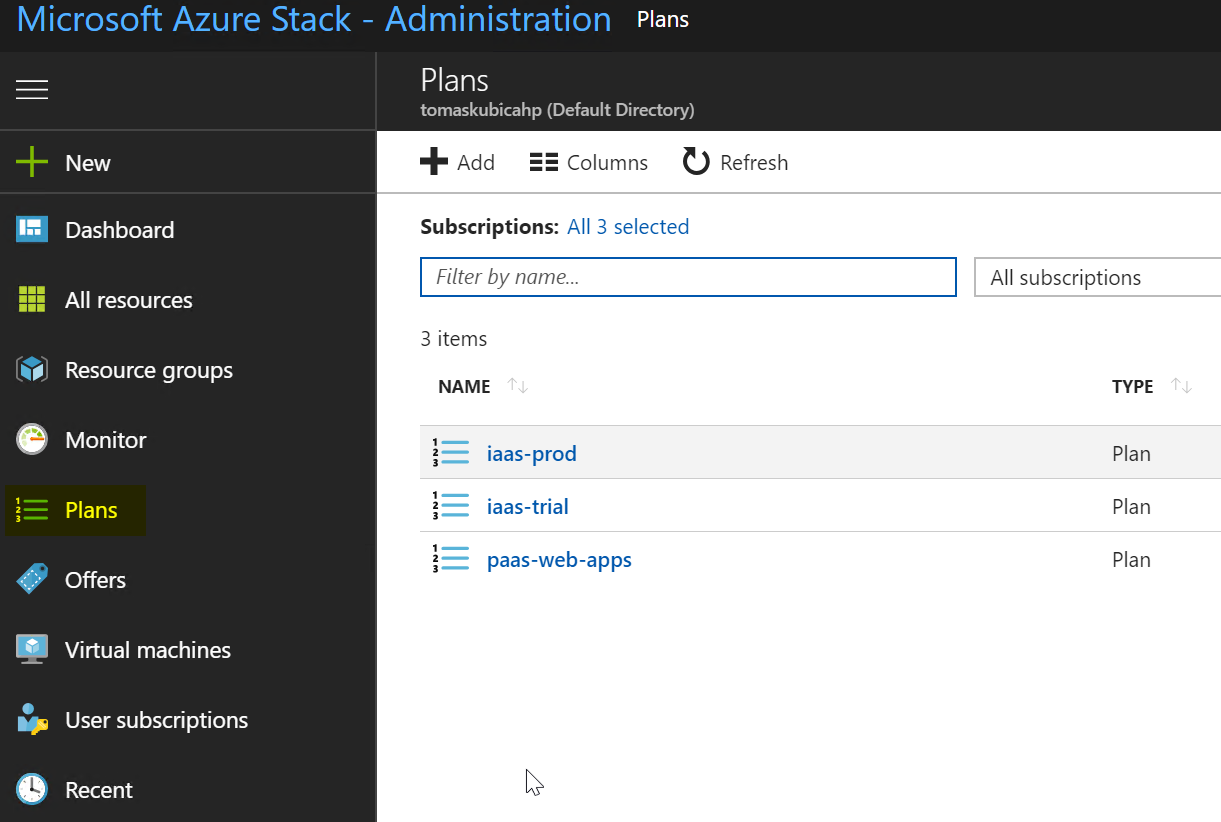 Microsoft Azure Stack - Administration Plans
Plans
tomaskubicahp (Default Directory)
New
Add Columns Refresh
Dashboard
Subscriptions: All 3 selected
All resources
Filter by name... All subscriptions
3 items
Resource groups
NAME TYPE
Monitor
iaas-prod Plan
Plans
iaas-trial Plan
Offers
paas-web-apps Plan
Virtual machines
User subscriptions
Recent